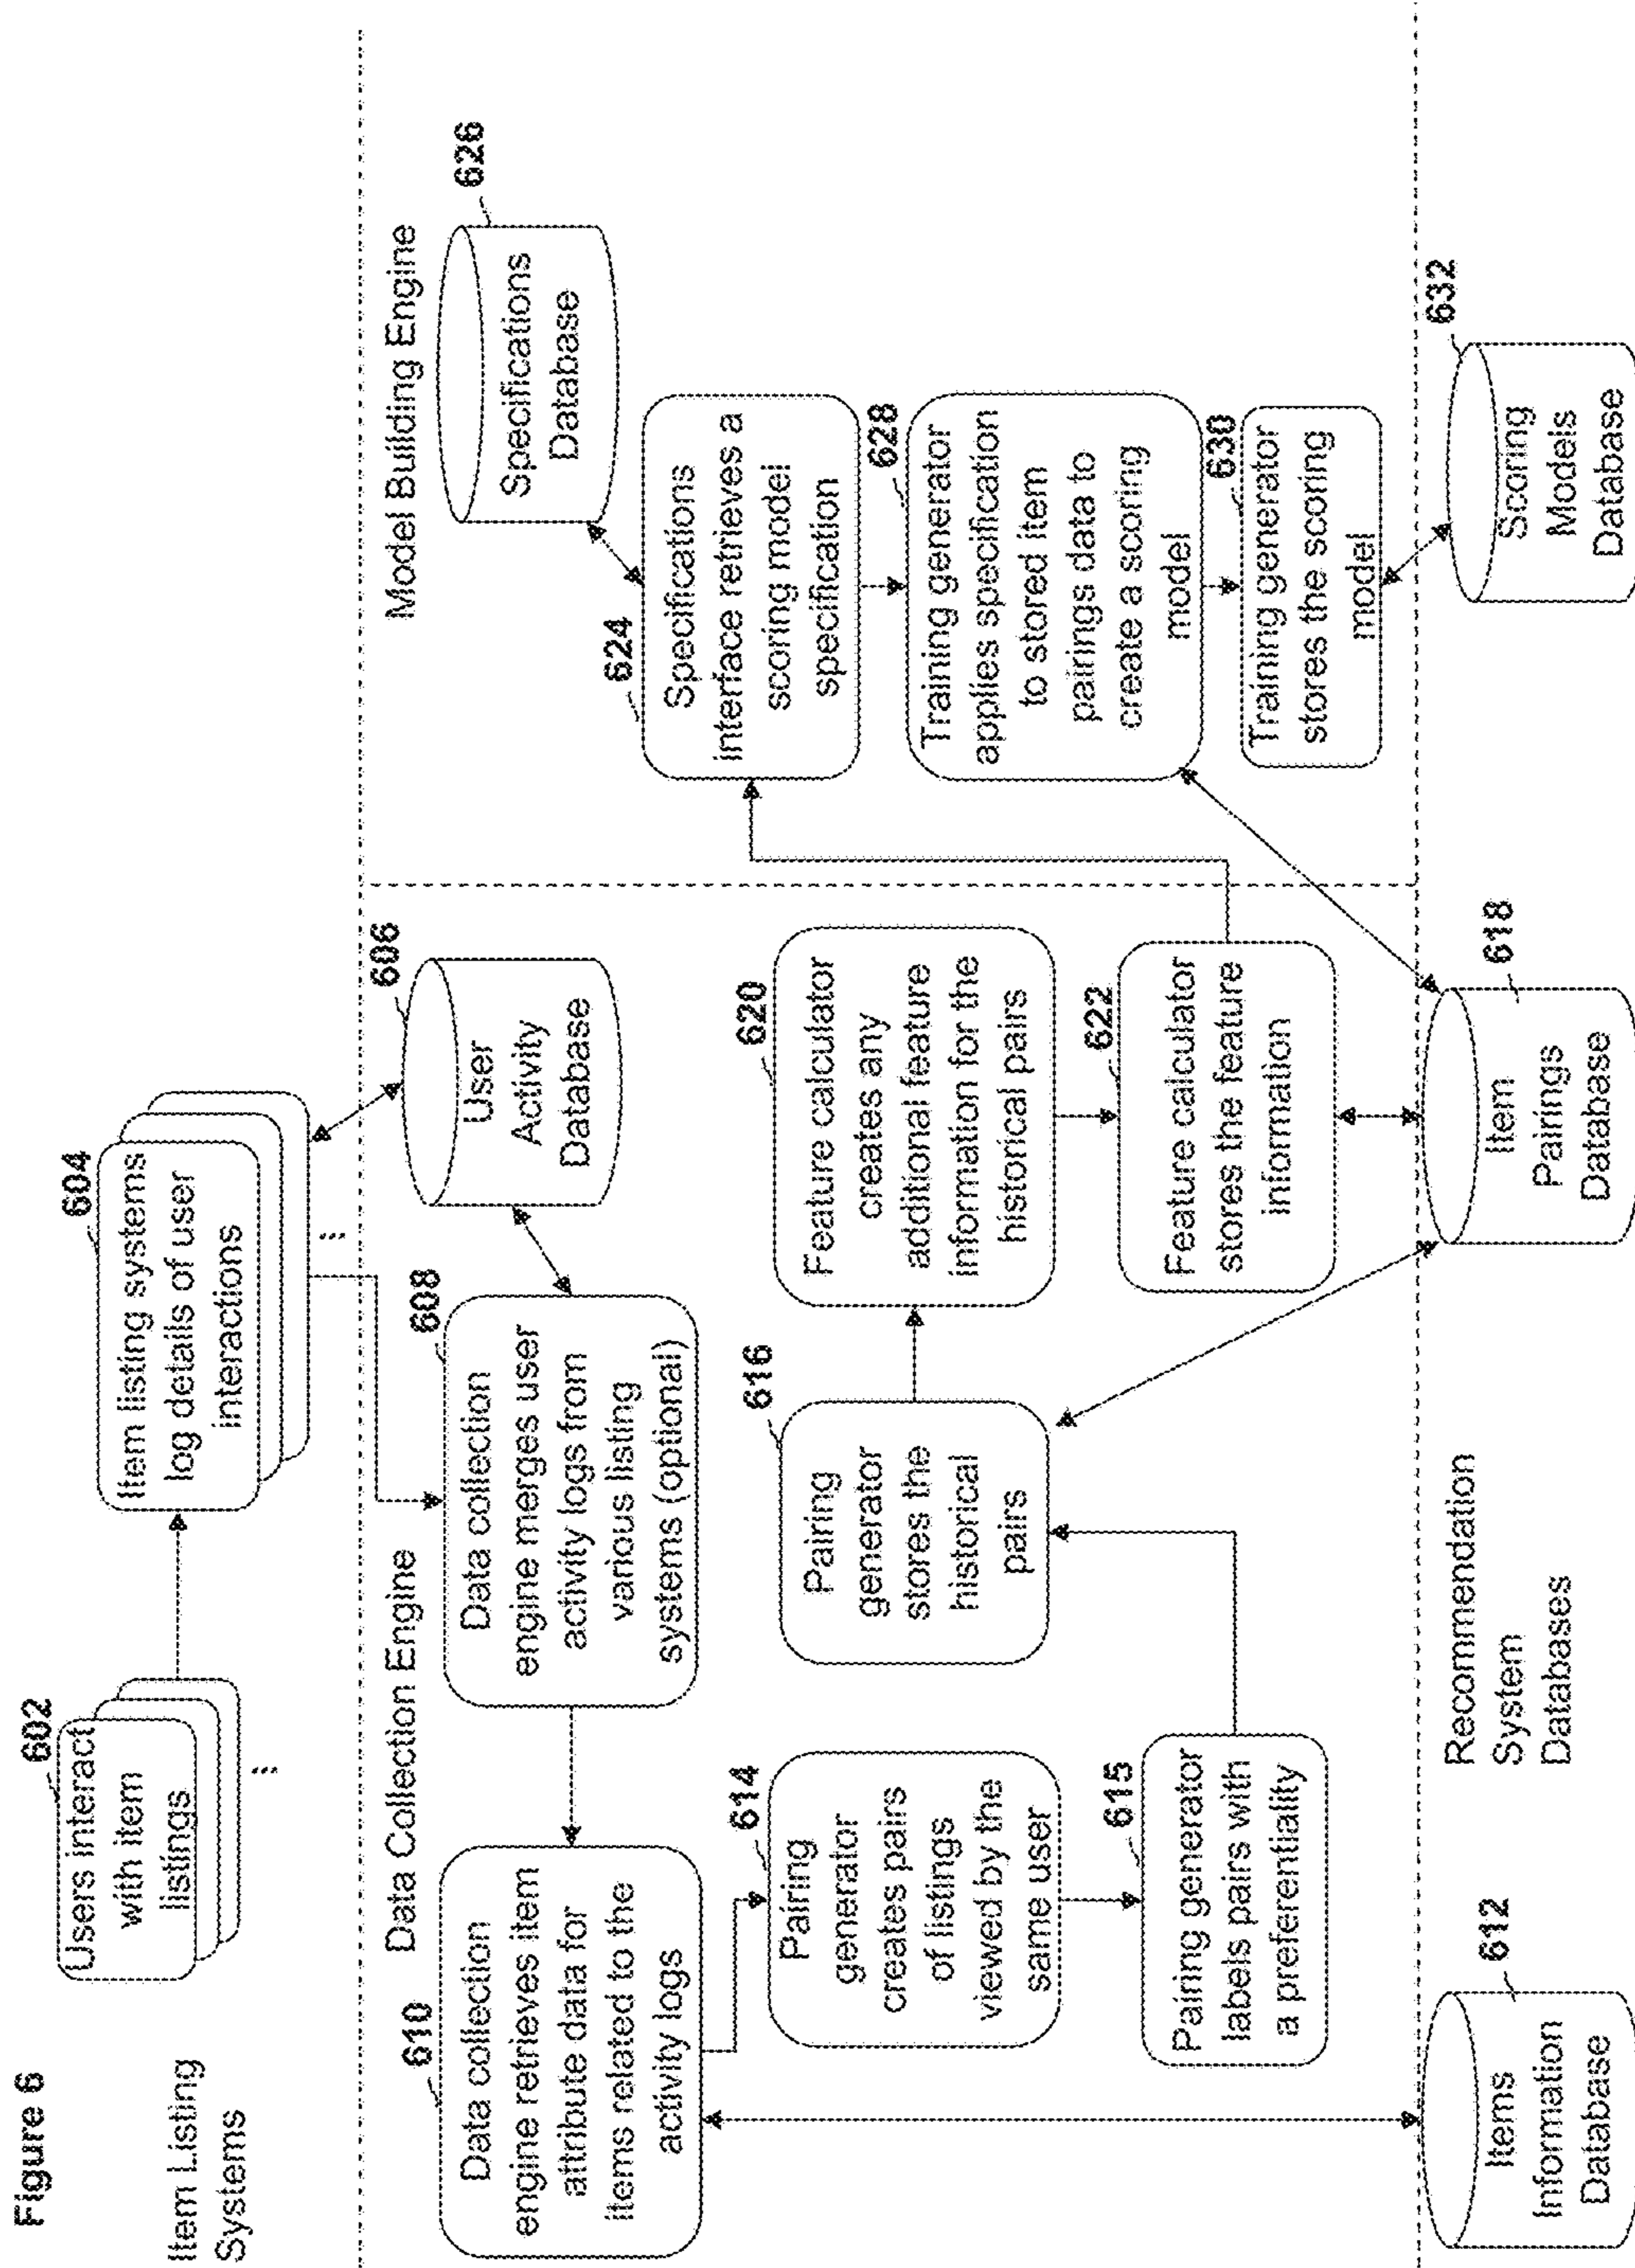 Figure 6
Item Listing
Systems
602
Users interact
with item
listings
...
604
Item listing systems
log details of user
interactions
...
Data Collection Engine
606
User
Activity
Database
608
Data collection
engine merges user
activity logs from
various listing
systems (optional)
610
Data collection
engine retrieves item
attribute data for
items related to the
activity logs
614
Pairing
generator
creates pairs
of listings
viewed by the
same user
615
Pairing generator
labels pairs with
a preferentiality
616
Pairing
generator
stores the
historical
pairs
620
Feature calculator
creates any
additional feature
information for the
historical pairs
622
Feature calculator
stores the feature
information
Model Building Engine
626
Specifications
Database
624
Specifications
interface retrieves a
scoring model
specification
628
Training generator
applies specification
to stored item
pairings data to
create a scoring
model
630
Training generator
stores the scoring
model
612
Items
Information
Database
Recommendation
System
Databases
618
Item
Pairings
Database
632
Scoring
Models
Database